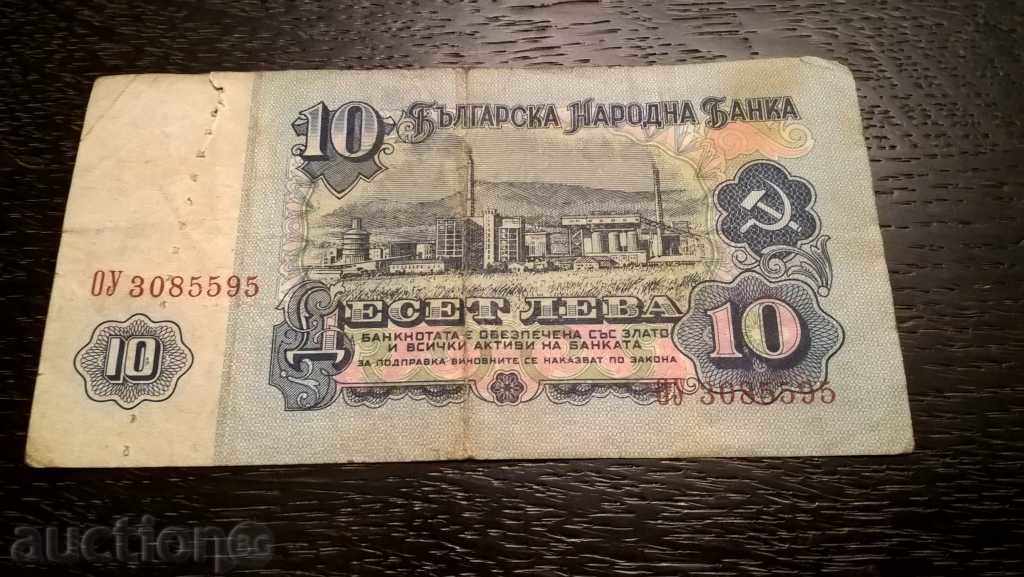 10 Българска Народна Банка
ОУ 3085595
Десет Лева
БАНКНОТАТА Е ОБЕЗПЕЧЕНА СЪС ЗЛАТО
И ВСИЧКИ АКТИВИ НА БАНКАТА
ЗА ПОДПРАВКА ВИНОВНИТЕ СЕ НАКАЗВАТ ПО ЗАКОНА
10
10
ОУ 3085595
auction BG